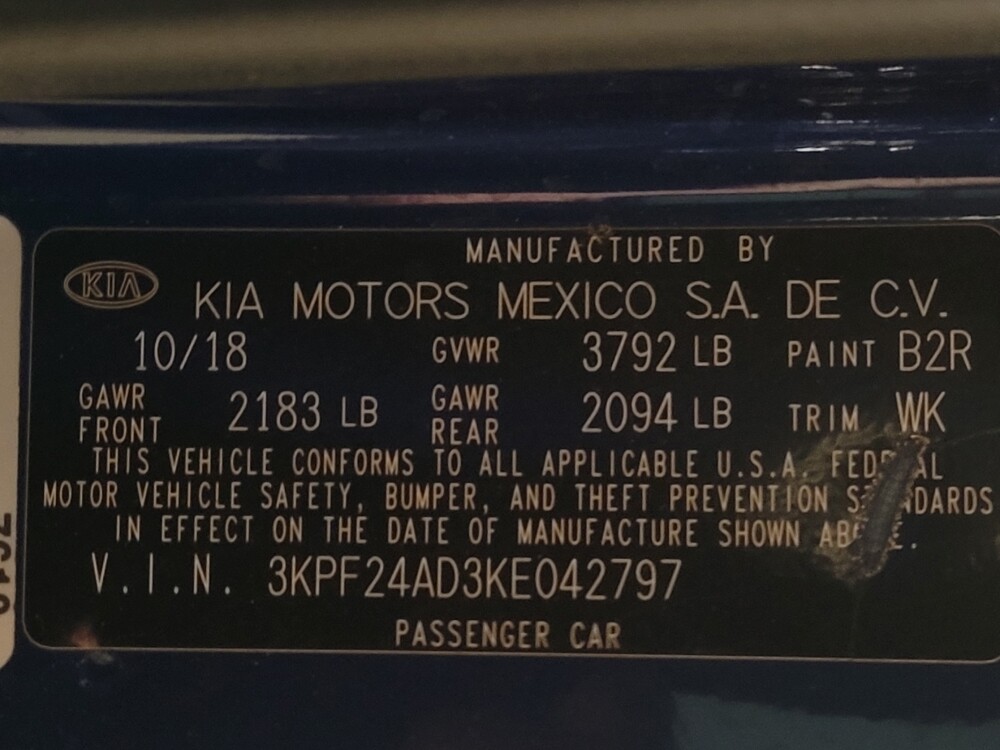 MANUFACTURED BY
KIA
KIA MOTORS MEXICO S.A. DE C.V.
10/18 GVWR 3792 LB PAINT B2R
GAWR FRONT 2183 LB GAWR REAR 2094 LB TRIM WK
THIS VEHICLE CONFORMS TO ALL APPLICABLE U.S.A.
MOTOR VEHICLE SAFETY, BUMPER, AND THEFT PREVENTION
IN EFFECT ON THE DATE OF MANUFACTURE SHOWN
V.I.N. 3KPF24AD3KE042797
PASSENGER CAR